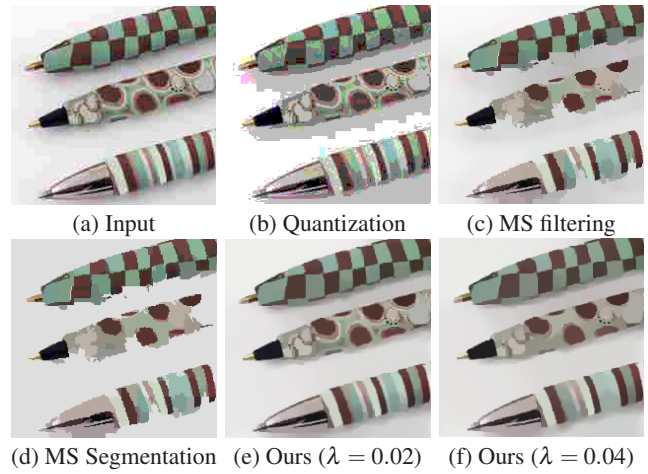 (a) Input (b) Quantization (c) MS filtering
(d) MS Segmentation (e) Ours (λ = 0.02) (f) Ours (λ = 0.04)